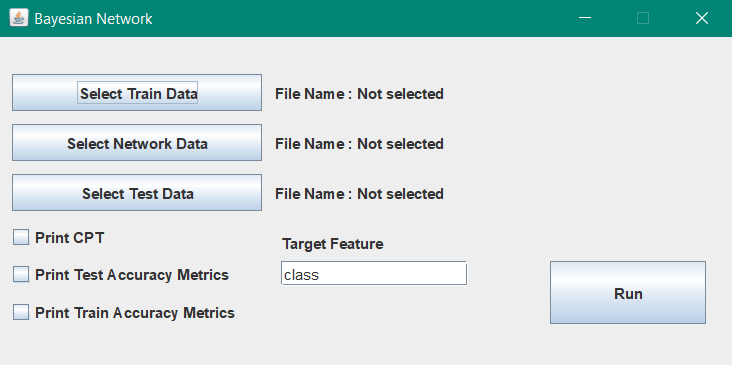 Bayesian Network
Select Train Data File Name : Not selected
Select Network Data File Name : Not selected
Select Test Data File Name : Not selected
Print CPT
Target Feature
Print Test Accuracy Metrics
class
Run
Print Train Accuracy Metrics